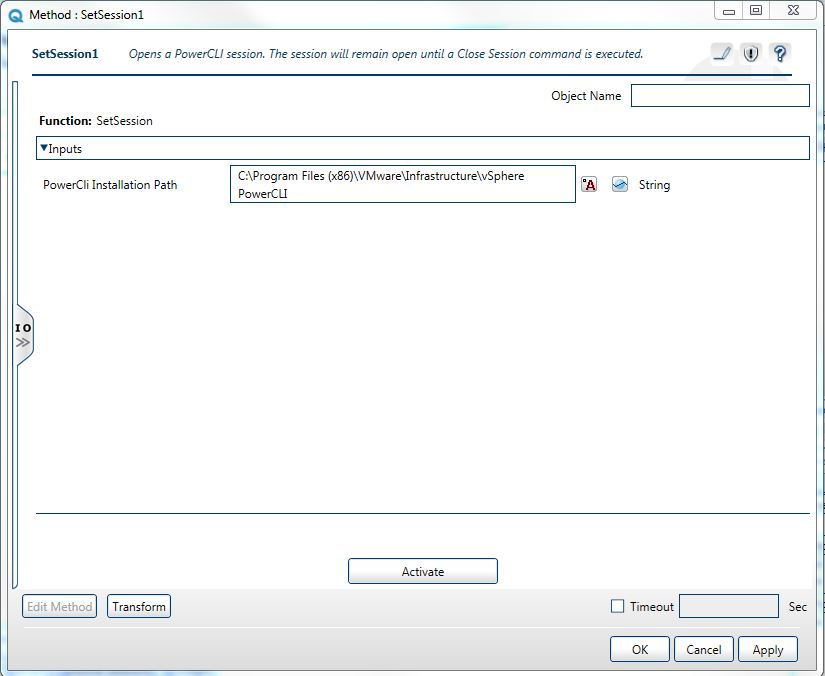 Method : SetSession1
SetSession1 Opens a PowerCLI session. The session will remain open until a Close Session command is executed.
Object Name
Function: SetSession
Inputs
PowerCli Installation Path C:\Program Files (x86)\VMware\Infrastructure\vSphere
PowerCLI
A String
I O
Activate
Edit Method Transform Timeout Sec
OK Cancel Apply